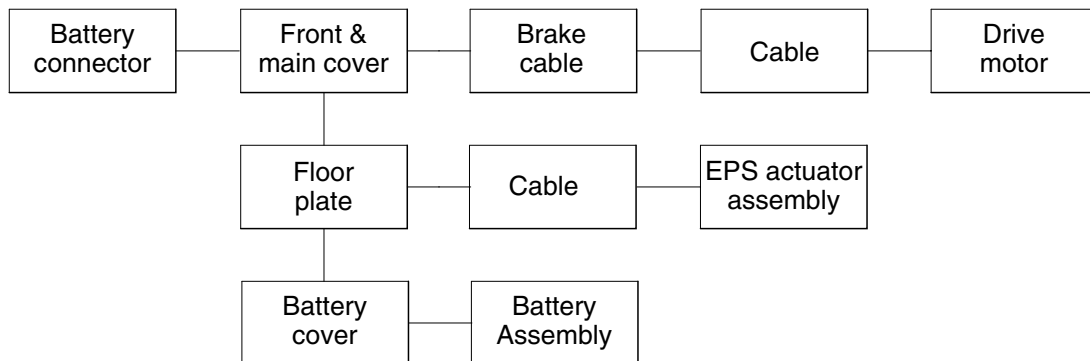 Battery
connector
Front &
main cover
Brake
cable
Cable
Drive
motor
Floor
plate
Cable
EPS actuator
assembly
Battery
cover
Battery
Assembly